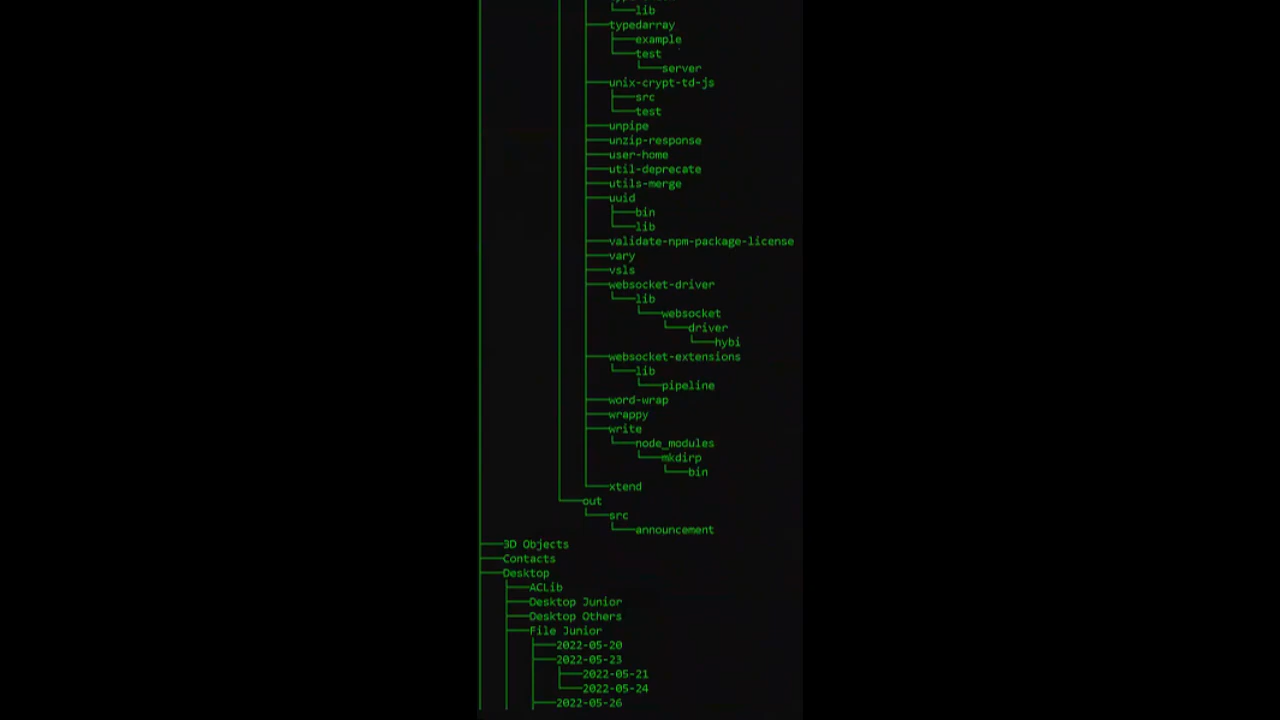 lib
typedarray
example
test
server
unix-crypt-td-js
src
test
unpipe
unzip-response
user-home
util-deprecate
utils-merge
uuid
bin
lib
validate-npm-package-license
vary
vsls
websocket-driver
lib
websocket
driver
hybi
websocket-extensions
lib
pipeline
word-wrap
wrappy
write
node_modules
mkdirp
bin
xtend
out
src
announcement
3D Objects
Contacts
Desktop
ACLib
Desktop Junior
Desktop Others
File Junior
2022-05-20
2022-05-23
2022-05-21
2022-05-24
2022-05-26